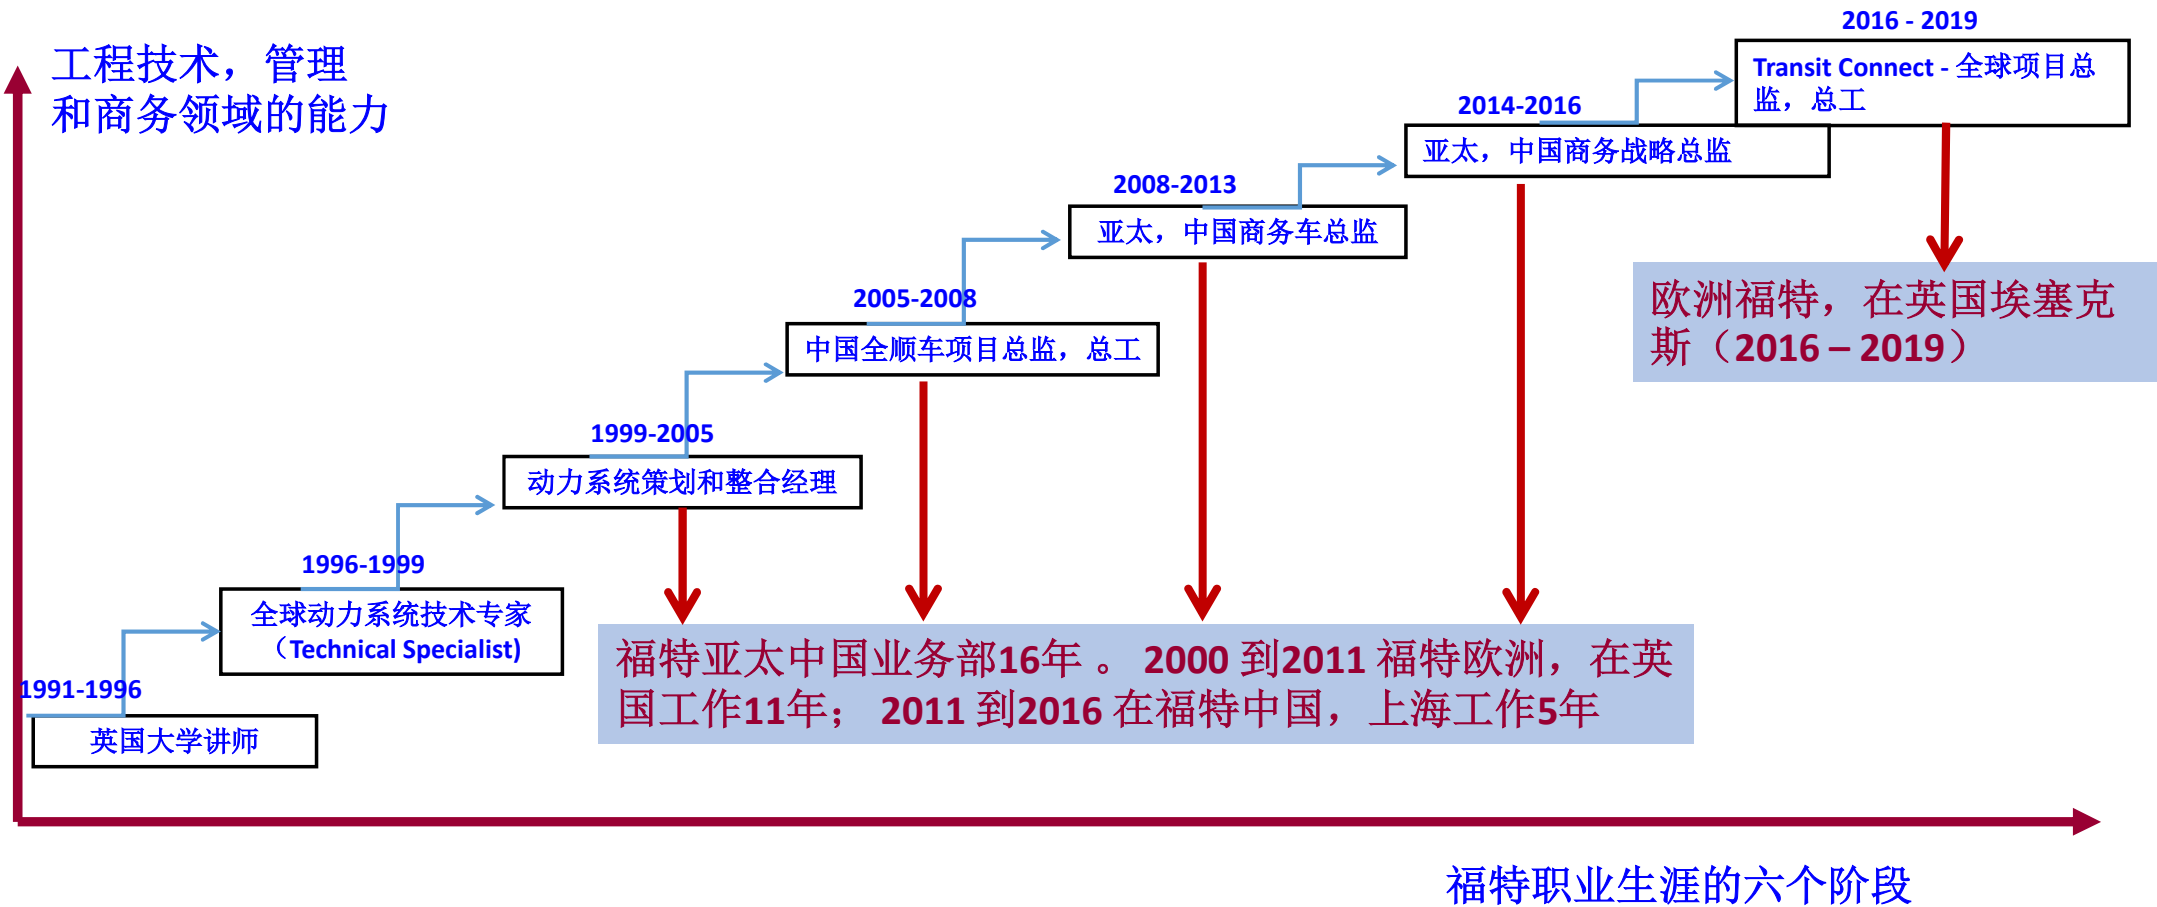 工程技术，管理
和商务领域的能力
2016 - 2019
Transit Connect - 全球项目总
监，总工
2014-2016
亚太，中国商务战略总监
2008-2013
亚太，中国商务车总监
2005-2008
中国全顺车项目总监，总工
1999-2005
动力系统策划和整合经理
1996-1999
全球动力系统技术专家
（Technical Specialist)
1991-1996
英国大学讲师
欧洲福特，在英国埃塞克
斯（2016 – 2019）
福特亚太中国业务部16年 。 2000 到2011 福特欧洲，在英
国工作11年； 2011 到2016 在福特中国，上海工作5年
福特职业生涯的六个阶段